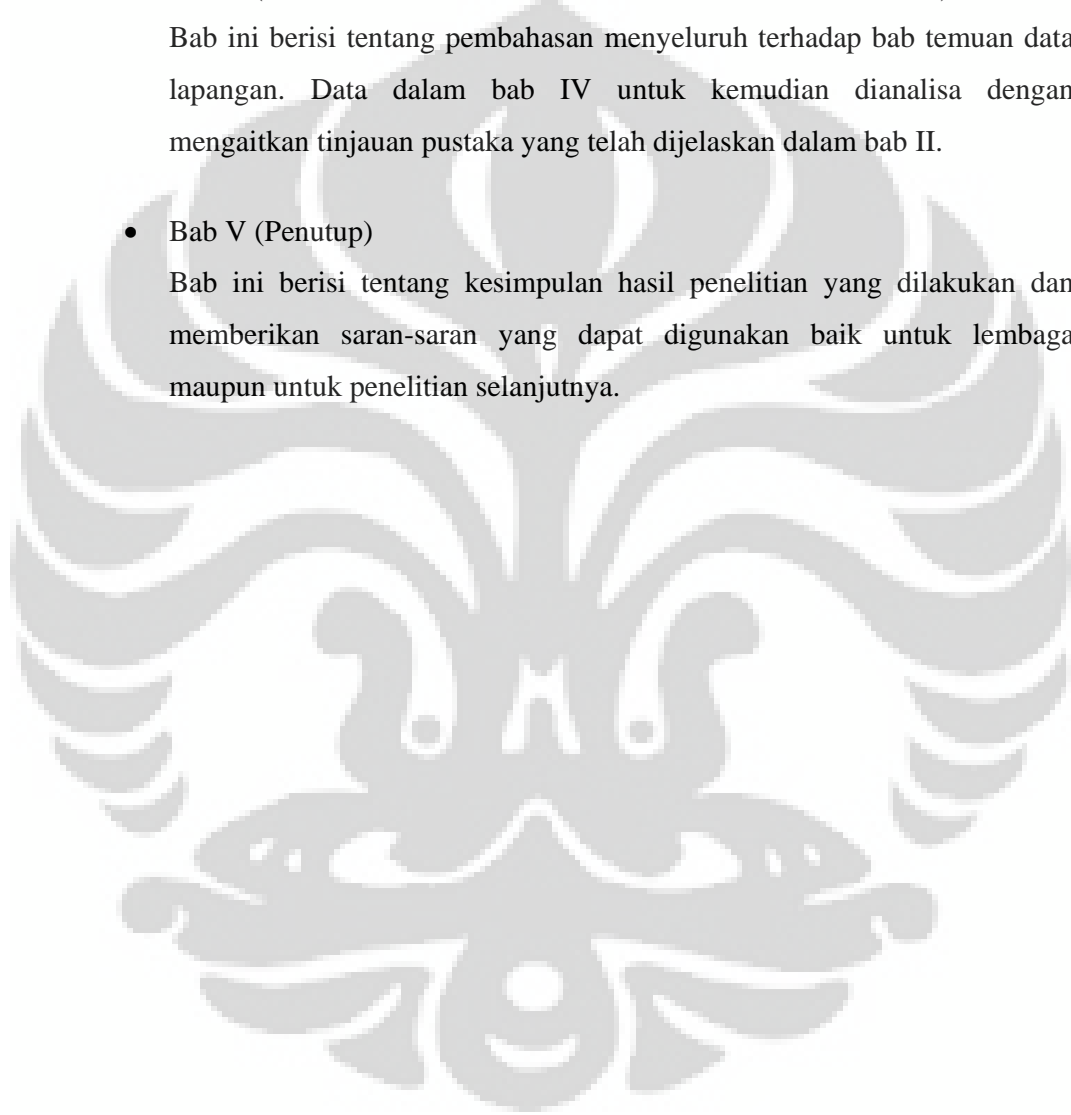 Bab ini berisi tentang pembahasan menyeluruh terhadap bab temuan data
lapangan. Data dalam bab IV untuk kemudian dianalisa dengan
mengaitkan tinjauan pustaka yang telah dijelaskan dalam bab II.
• Bab V (Penutup)
Bab ini berisi tentang kesimpulan hasil penelitian yang dilakukan dan
memberikan saran-saran yang dapat digunakan baik untuk lembaga
maupun untuk penelitian selanjutnya.